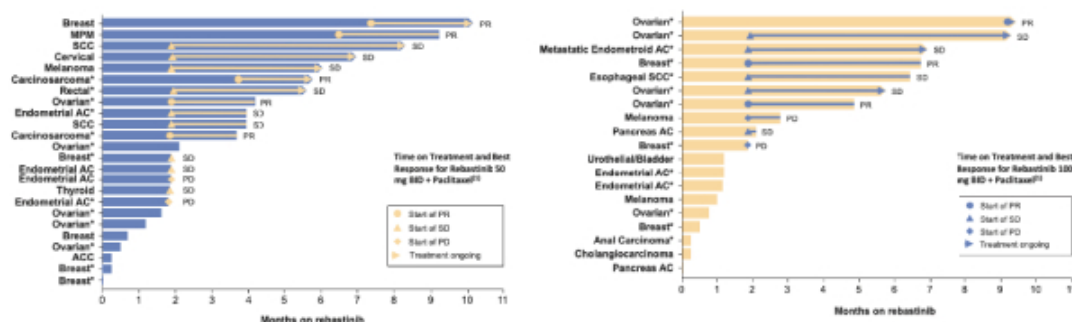 Breast
MPM
SCC
Cervical
Melanoma
Carcinosarcoma*
Rectal*
Ovarian*
Endometrial AC*
SCC
Carcinosarcoma*
Ovarian*
Breast*
Endometrial AC
Endometrial AC
Thyroid
Endometrial AC*
Ovarian*
Ovarian*
Breast
Ovarian*
ACC
Breast*
Breast*
PR
PR
SD
SD
SD
PR
SD
PR
SD
SD
PR
SD
SD
PD
SD
PD
Time on Treatment and Best
Response for Rebastinib 50
mg BID + Paclitaxel
Start of PR
Start of SD
Start of PD
Treatment ongoing
0 1 2 3 4 5 6 7 8 9 10 11
Months on rebastinib
Ovarian*
Ovarian*
Metastatic Endometroid AC*
Breast*
Esophageal SCC*
Ovarian*
Ovarian*
Melanoma
Pancreas AC
Breast*
Urothelial/Bladder
Endometrial AC*
Endometrial AC*
Melanoma
Ovarian*
Breast*
Anal Carcinoma*
Cholangiocarcinoma
Pancreas AC
PR
SD
SD
PR
SD
SD
PR
PD
SD
PD
Time on Treatment and Best
Response for Rebastinib 100
mg BID + Paclitaxel
Start of PR
Start of SD
Start of PD
Treatment ongoing
0 1 2 3 4 5 6 7 8 9 10 11
Months on rebastinib